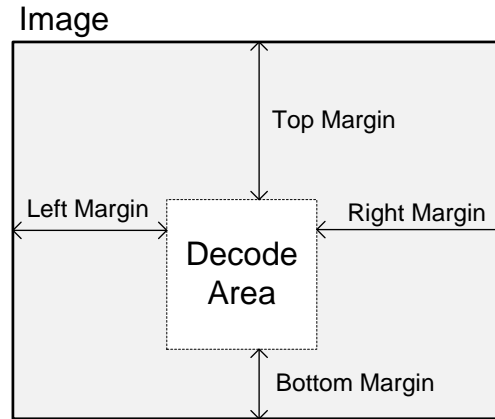 Image
Top Margin
Left Margin
Right Margin
Decode
Area
Bottom Margin